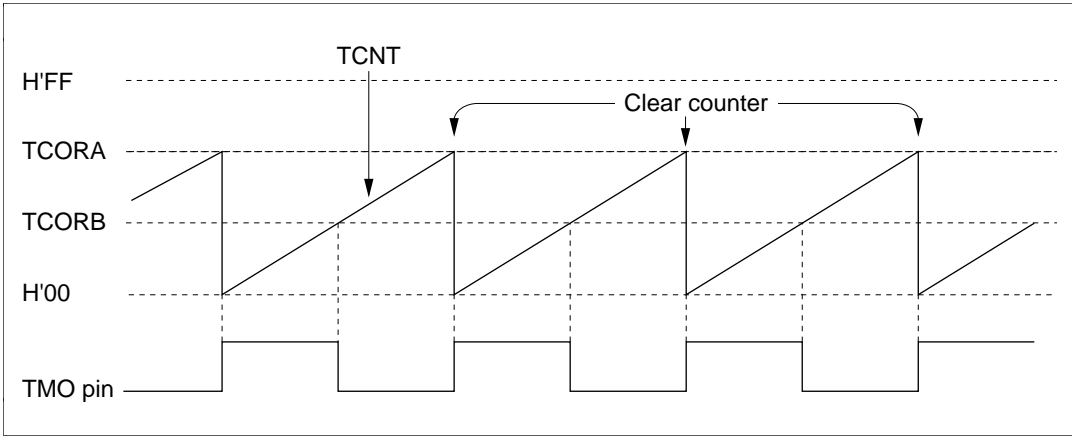 TCNT
H'FF
Clear counter
TCORA
TCORB
H'00
TMO pin